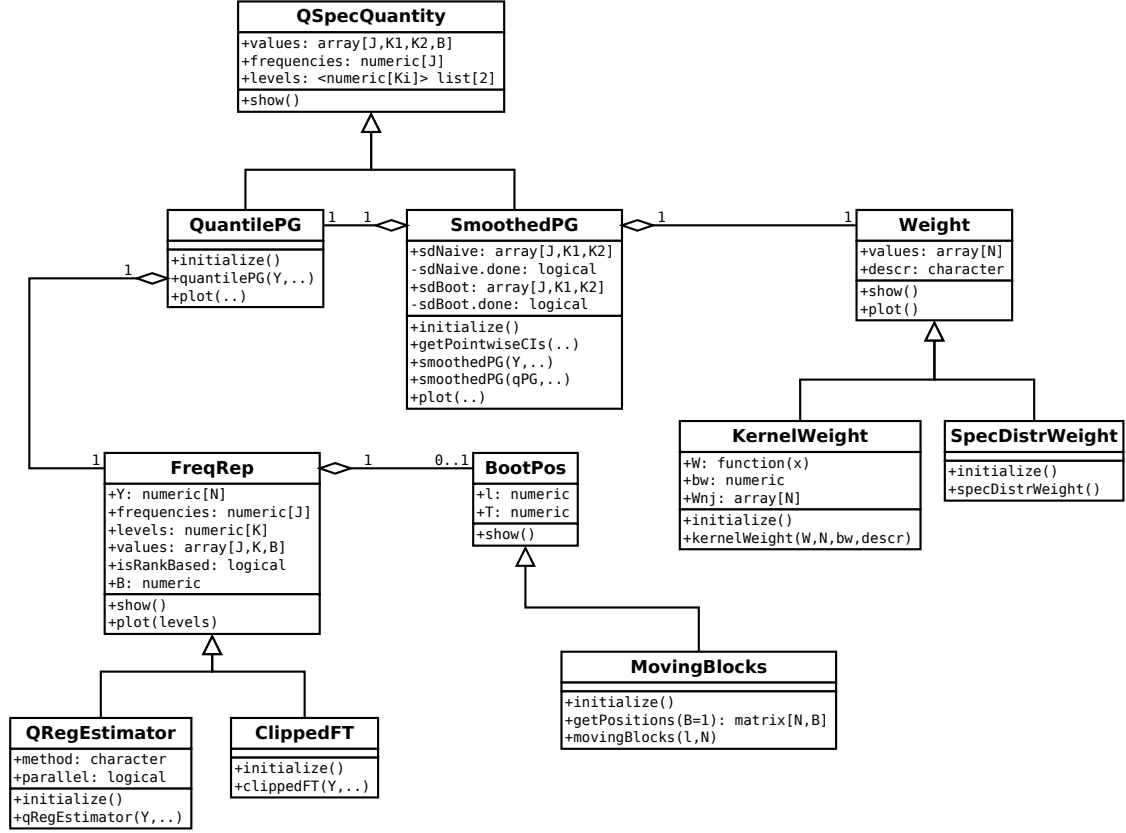 QSpecQuantity
+values: array[J,K1,K2,B]
+frequencies: numeric[J]
+levels: <numeric[Ki]> list[2]
+show()
QuantilePG
+initialize()
+quantilePG(Y,..)
+plot(..)
1
1
SmoothedPG
+sdNaive: array[J,K1,K2]
-sdNaive.done: logical
+sdBoot: array[J,K1,K2]
-sdBoot.done: logical
+initialize()
+getPointwiseCIs(..)
+smoothedPG(Y,..)
+smoothedPG(qPG,..)
+plot(..)
1
1
Weight
+values: array[N]
+descr: character
+show()
+plot()
1
1
KernelWeight
+W: function(x)
+bw: numeric
+Wnj: array[N]
+initialize()
+kernelWeight(W,N,bw,descr)
SpecDistrWeight
+initialize()
+specDistrWeight()
FreqRep
+Y: numeric[N]
+frequencies: numeric[J]
+levels: numeric[K]
+values: array[J,K,B]
+isRankBased: logical
+B: numeric
+show()
+plot(levels)
1
0..1
BootPos
+l: numeric
+T: numeric
+show()
MovingBlocks
+initialize()
+getPositions(B=1): matrix[N,B]
+movingBlocks(l,N)
QRegEstimator
+method: character
+parallel: logical
+initialize()
+qRegEstimator(Y,..)
ClippedFT
+initialize()
+clippedFT(Y,..)